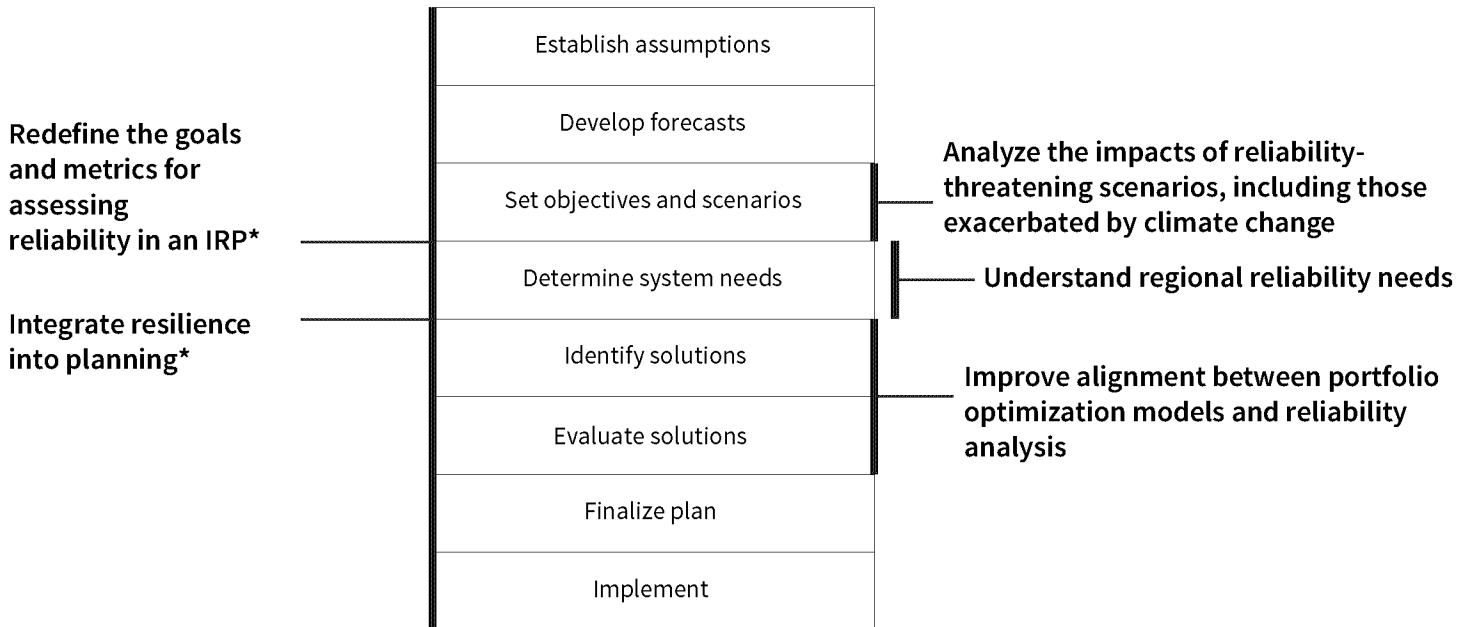 Redefine the goals
and metrics for
assessing
reliability in an IRP*
Integrate resilience
into planning*
Establish assumptions
Develop forecasts
Set objectives and scenarios
Determine system needs
Identify solutions
Evaluate solutions
Finalize plan
Implement
Analyze the impacts of reliability-
threatening scenarios, including those
exacerbated by climate change
Understand regional reliability needs
Improve alignment between portfolio
optimization models and reliability
analysis